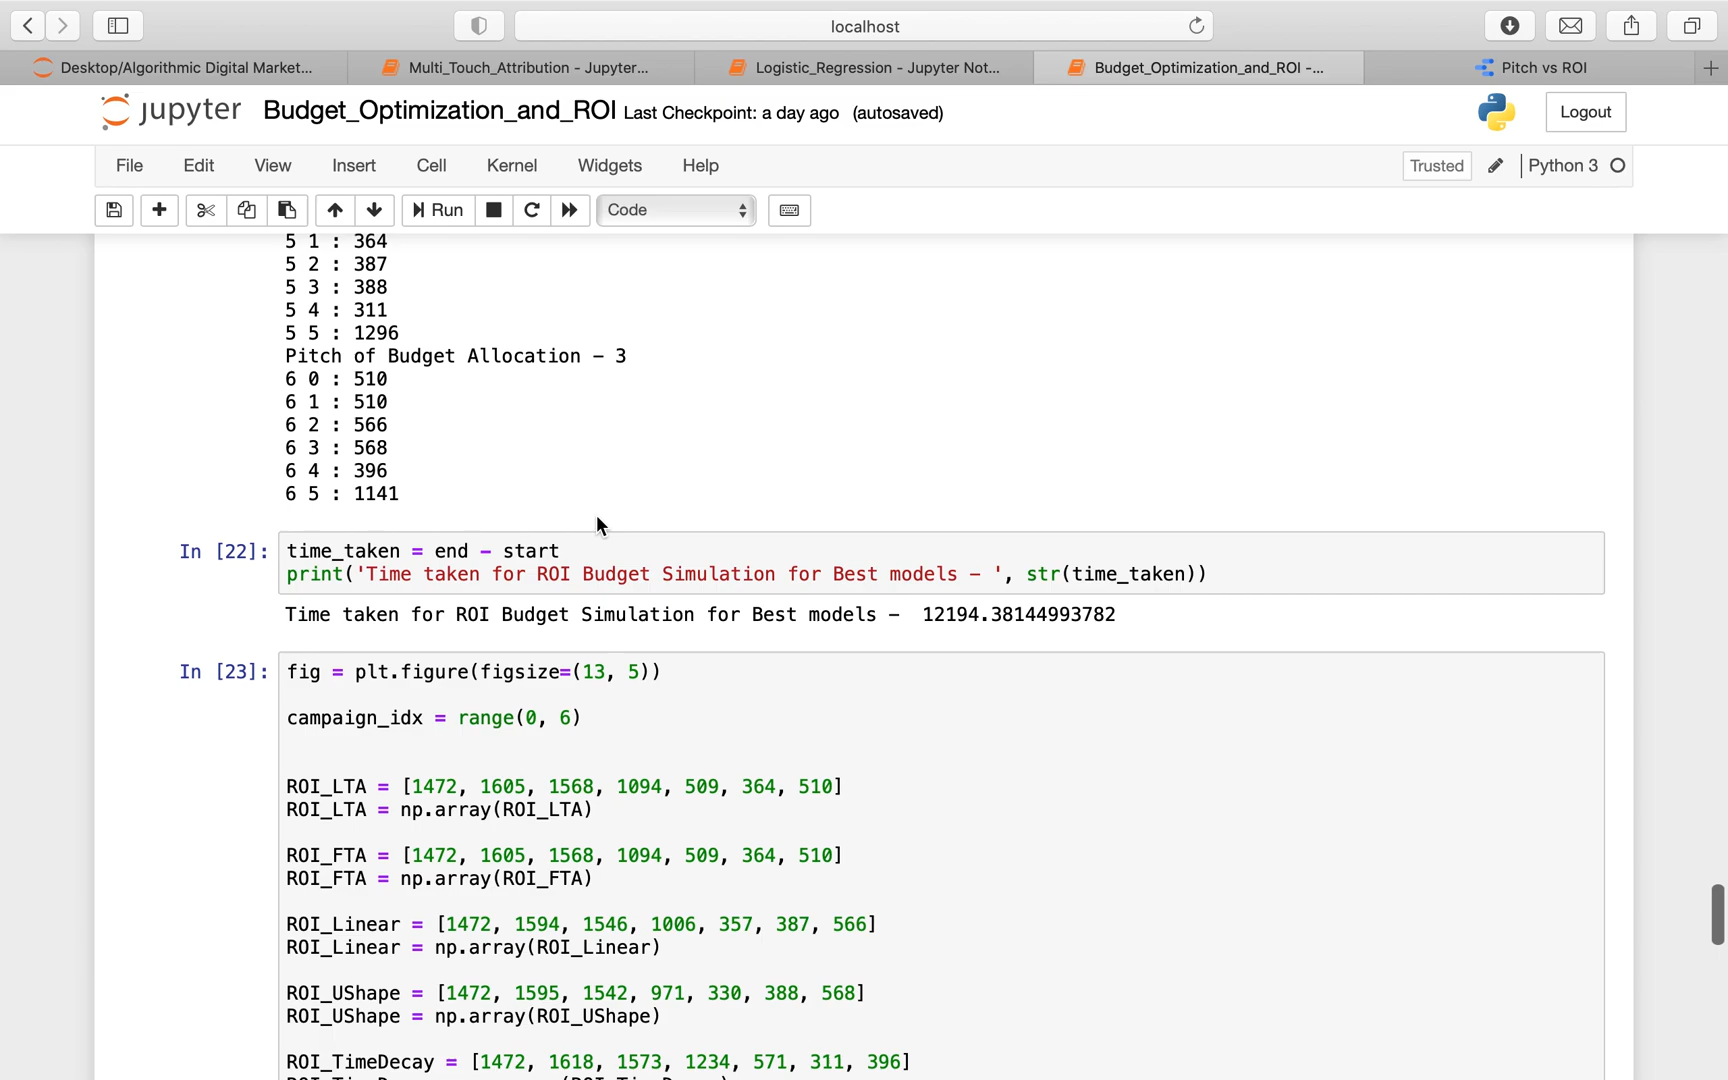 localhost
Desktop/Algorithmic Digital Market...
Multi_Touch_Attribution - Jupyter...
Logistic_Regression - Jupyter Not...
Budget_Optimization_and_ROI -...
Pitch vs ROI
jupyter Budget_Optimization_and_ROI Last Checkpoint: a day ago (autosaved)
Logout
File Edit View Insert Cell Kernel Widgets Help
Trusted Python 3
Run Code
5 1 : 364
5 2 : 387
5 3 : 388
5 4 : 311
5 5 : 1296
Pitch of Budget Allocation - 3
6 0 : 510
6 1 : 510
6 2 : 566
6 3 : 568
6 4 : 396
6 5 : 1141
In [22]: time_taken = end - start
print('Time taken for ROI Budget Simulation for Best models - ', str(time_taken))
Time taken for ROI Budget Simulation for Best models -  12194.38144993782
In [23]: fig = plt.figure(figsize=(13, 5))
campaign_idx = range(0, 6)
ROI_LTA = [1472, 1605, 1568, 1094, 509, 364, 510]
ROI_LTA = np.array(ROI_LTA)
ROI_FTA = [1472, 1605, 1568, 1094, 509, 364, 510]
ROI_FTA = np.array(ROI_FTA)
ROI_Linear = [1472, 1594, 1546, 1006, 357, 387, 566]
ROI_Linear = np.array(ROI_Linear)
ROI_UShape = [1472, 1595, 1542, 971, 330, 388, 568]
ROI_UShape = np.array(ROI_UShape)
ROI_TimeDecay = [1472, 1618, 1573, 1234, 571, 311, 396]